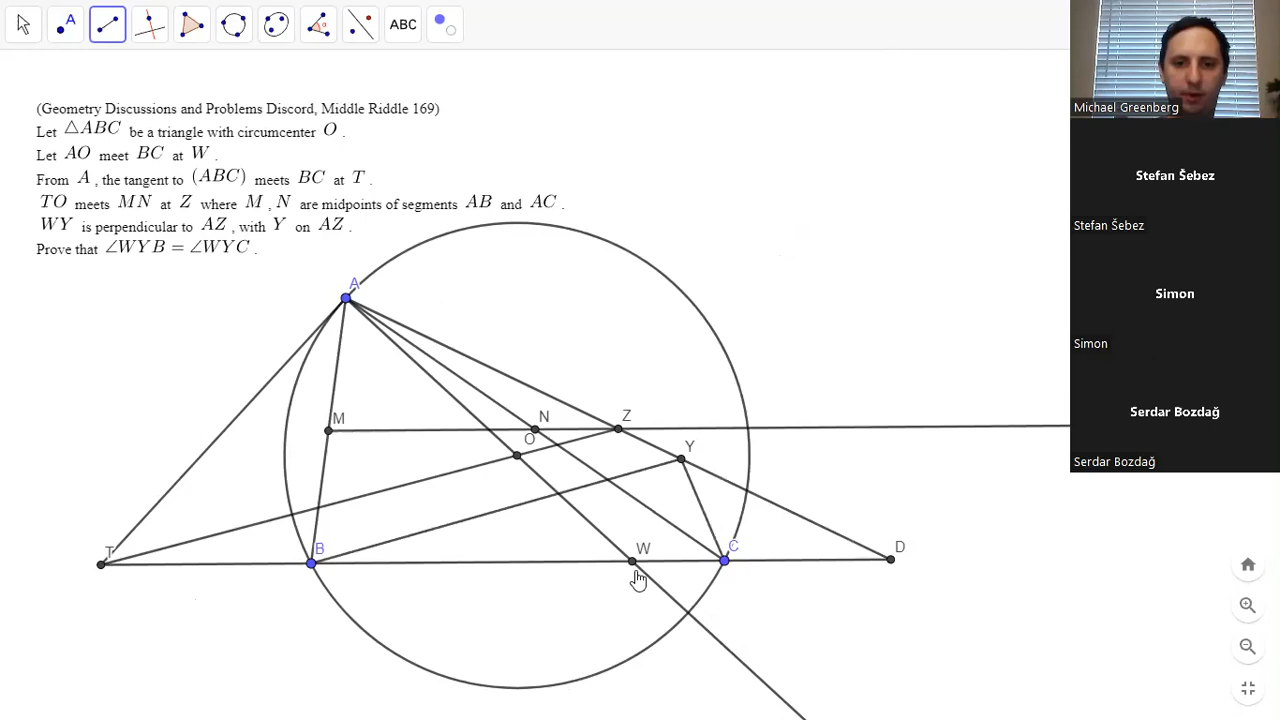 ABC
(Geometry Discussions and Problems Discord, Middle Riddle 169)
Let △ABC be a triangle with circumcenter O .
Let AO meet BC at W .
From A , the tangent to (ABC) meets BC at T .
TO meets MN at Z where M , N are midpoints of segments AB and AC .
WY is perpendicular to AZ , with Y on AZ .
Prove that ∠WYB = ∠WYC .
A
M
N
Z
O
Y
T
B
W
C
D
Michael Greenberg
Stefan Šebez
Stefan Šebez
Simon
Simon
Serdar Bozdağ
Serdar Bozdağ